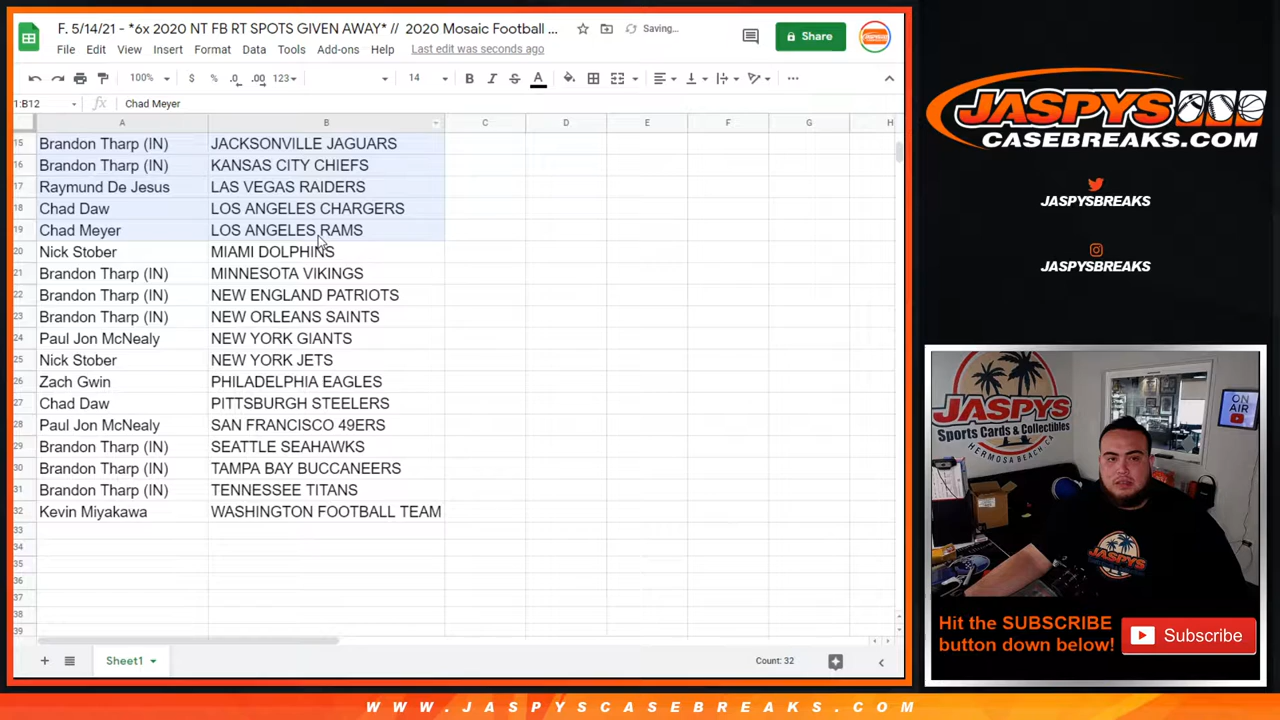 F. 5/14/21 - *6x 2020 NT FB RT SPOTS GIVEN AWAY* // 2020 Mosaic Football ...
Saving...
Share
File Edit View Insert Format Data Tools Add-ons Help Last edit was seconds ago
100% $ % .0 .00 123 14 B I S A
1:B12 fx Chad Meyer
A B C D E F G H
15 Brandon Tharp (IN) JACKSONVILLE JAGUARS
16 Brandon Tharp (IN) KANSAS CITY CHIEFS
17 Raymund De Jesus LAS VEGAS RAIDERS
18 Chad Daw LOS ANGELES CHARGERS
19 Chad Meyer LOS ANGELES RAMS
20 Nick Stober MIAMI DOLPHINS
21 Brandon Tharp (IN) MINNESOTA VIKINGS
22 Brandon Tharp (IN) NEW ENGLAND PATRIOTS
23 Brandon Tharp (IN) NEW ORLEANS SAINTS
24 Paul Jon McNealy NEW YORK GIANTS
25 Nick Stober NEW YORK JETS
26 Zach Gwin PHILADELPHIA EAGLES
27 Chad Daw PITTSBURGH STEELERS
28 Paul Jon McNealy SAN FRANCISCO 49ERS
29 Brandon Tharp (IN) SEATTLE SEAHAWKS
30 Brandon Tharp (IN) TAMPA BAY BUCCANEERS
31 Brandon Tharp (IN) TENNESSEE TITANS
32 Kevin Miyakawa WASHINGTON FOOTBALL TEAM
33
34
35
36
37
38
39
Sheet1
Count: 32
JASPYS
CASEBREAKS.COM
JASPYSBREAKS
JASPYSBREAKS
JASPYS
Sports Cards & Collectibles
HERMOSA BEACH CA
ON AIR
JASPYS
Hit the SUBSCRIBE
button down below!
Subscribe
WWW.JASPYSCASEBREAKS.COM